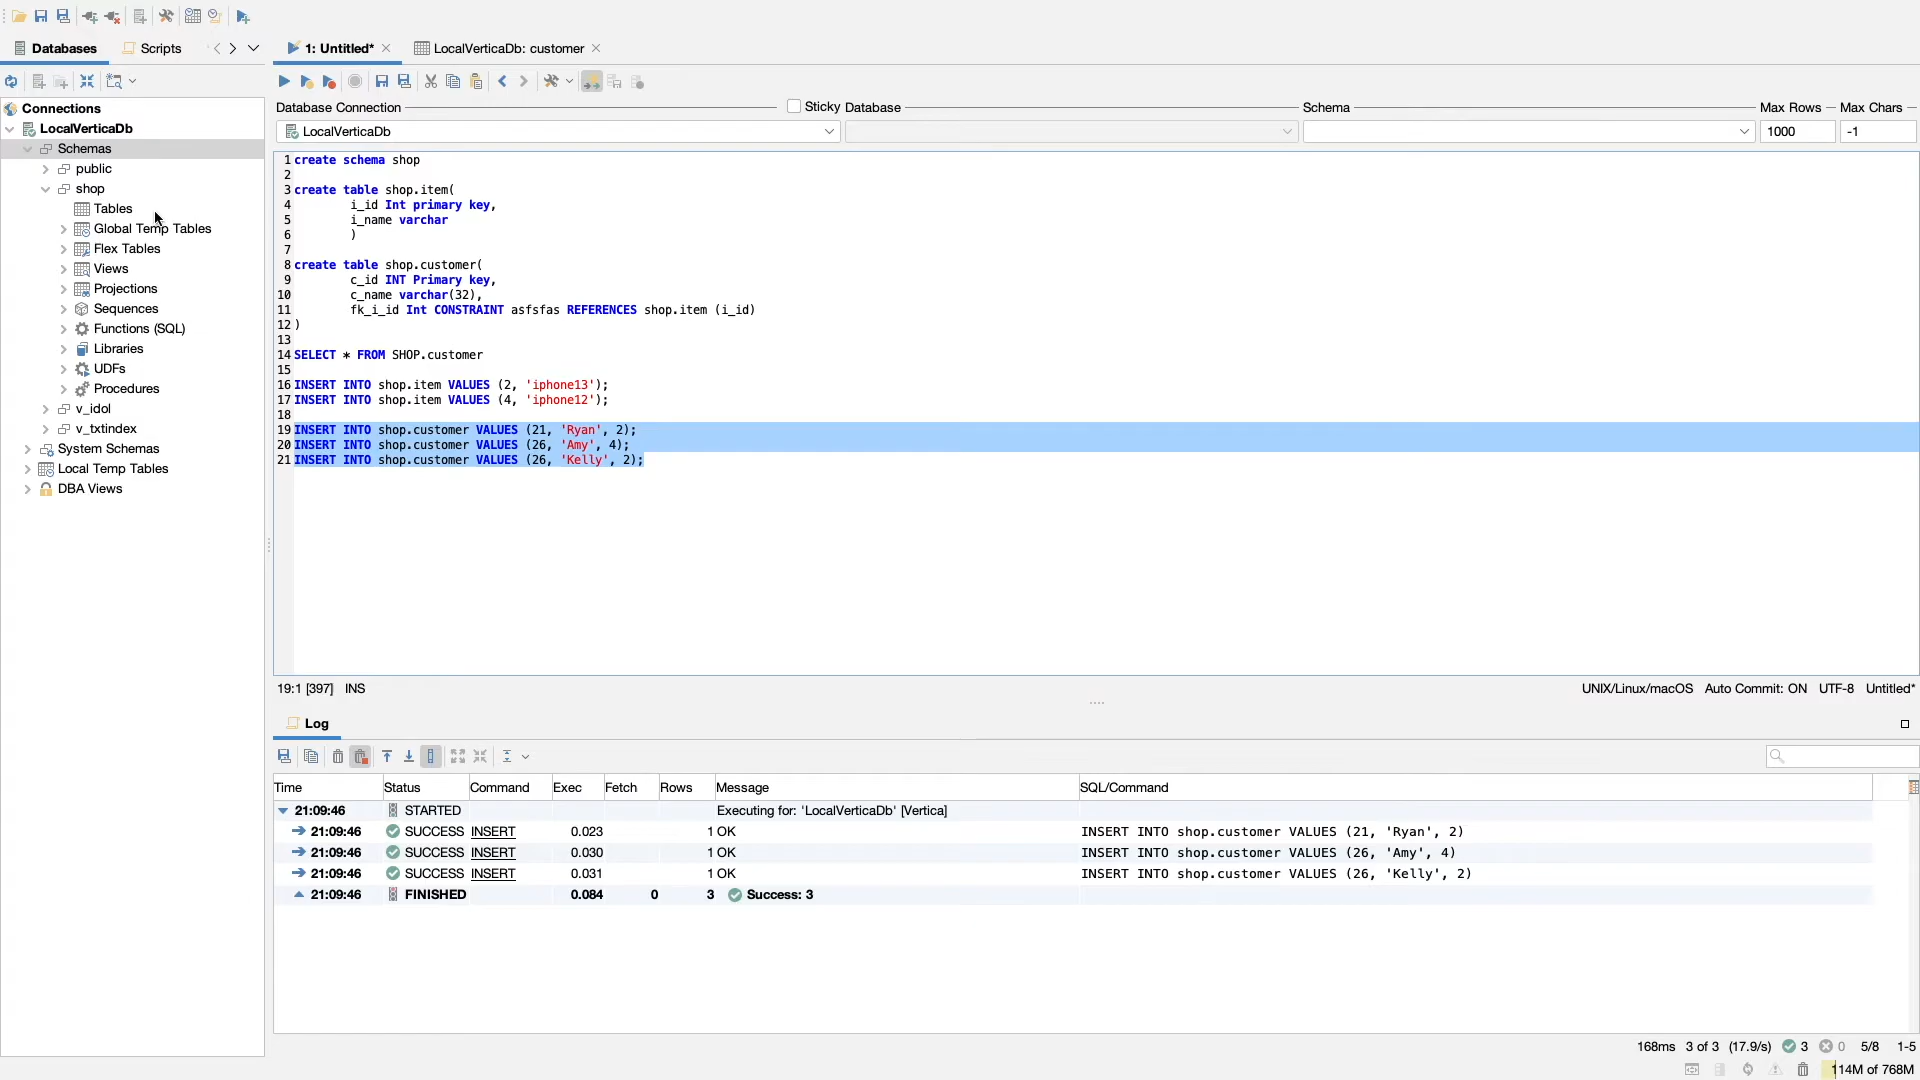 Databases
Scripts
1: Untitled*
LocalVerticaDb: customer
Database Connection
Sticky
Database
Schema
Max Rows
Max Chars
LocalVerticaDb
1000
-1
Connections
LocalVerticaDb
Schemas
public
shop
Tables
Global Temp Tables
Flex Tables
Views
Projections
Sequences
Functions (SQL)
Libraries
UDFs
Procedures
v_idol
v_txtindex
System Schemas
Local Temp Tables
DBA Views
1 create schema shop
2
3 create table shop.item(
4 i_id Int primary key,
5 i_name varchar
6 )
7
8 create table shop.customer(
9 c_id INT Primary key,
10 c_name varchar(32),
11 fk_i_id Int CONSTRAINT asfsfas REFERENCES shop.item (i_id)
12 )
13
14 SELECT * FROM SHOP.customer
15
16 INSERT INTO shop.item VALUES (2, 'iphone13');
17 INSERT INTO shop.item VALUES (4, 'iphone12');
18
19 INSERT INTO shop.customer VALUES (21, 'Ryan', 2);
20 INSERT INTO shop.customer VALUES (26, 'Amy', 4);
21 INSERT INTO shop.customer VALUES (26, 'Kelly', 2);
19:1 [397] INS
UNIX/Linux/macOS Auto Commit: ON UTF-8 Untitled*
Log
Time Status Command Exec Fetch Rows Message SQL/Command
21:09:46 STARTED Executing for: 'LocalVerticaDb' [Vertica]
21:09:46 SUCCESS INSERT 0.023 1 OK INSERT INTO shop.customer VALUES (21, 'Ryan', 2)
21:09:46 SUCCESS INSERT 0.030 1 OK INSERT INTO shop.customer VALUES (26, 'Amy', 4)
21:09:46 SUCCESS INSERT 0.031 1 OK INSERT INTO shop.customer VALUES (26, 'Kelly', 2)
21:09:46 FINISHED 0.084 0 3 Success: 3
168ms 3 of 3 (17.9/s) 3 0 5/8 1-5
114M of 768M